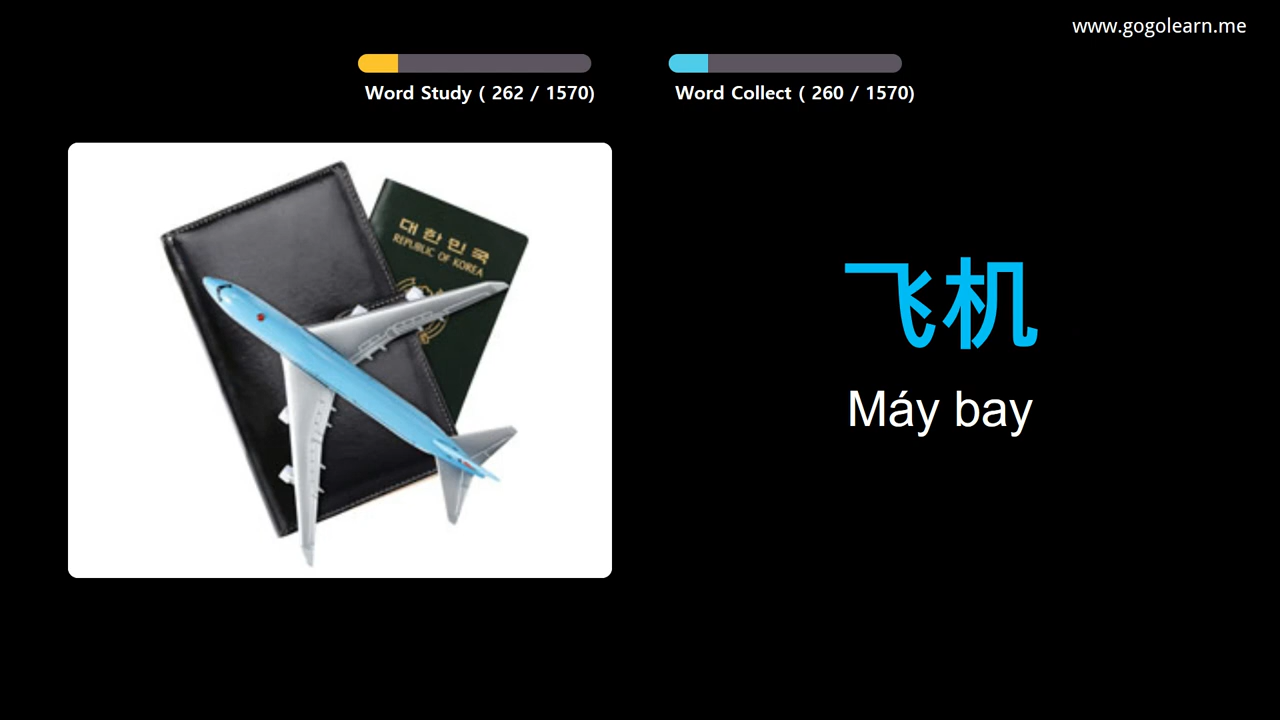 www.gogolearn.me
Word Study ( 262 / 1570)
Word Collect ( 260 / 1570)
대한민국
REPUBLIC OF KOREA
飞机
Máy bay